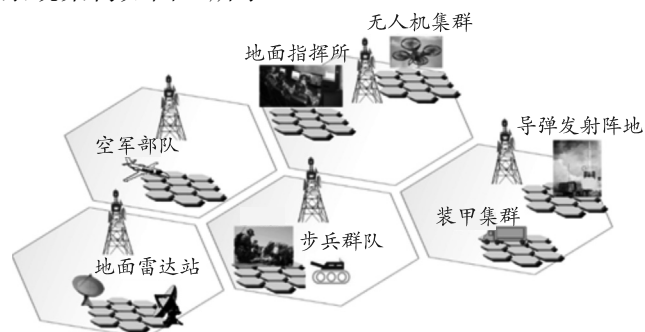 无人机集群
地面指挥所
导弹发射阵地
空军部队
装甲集群
步兵群队
地面雷达站